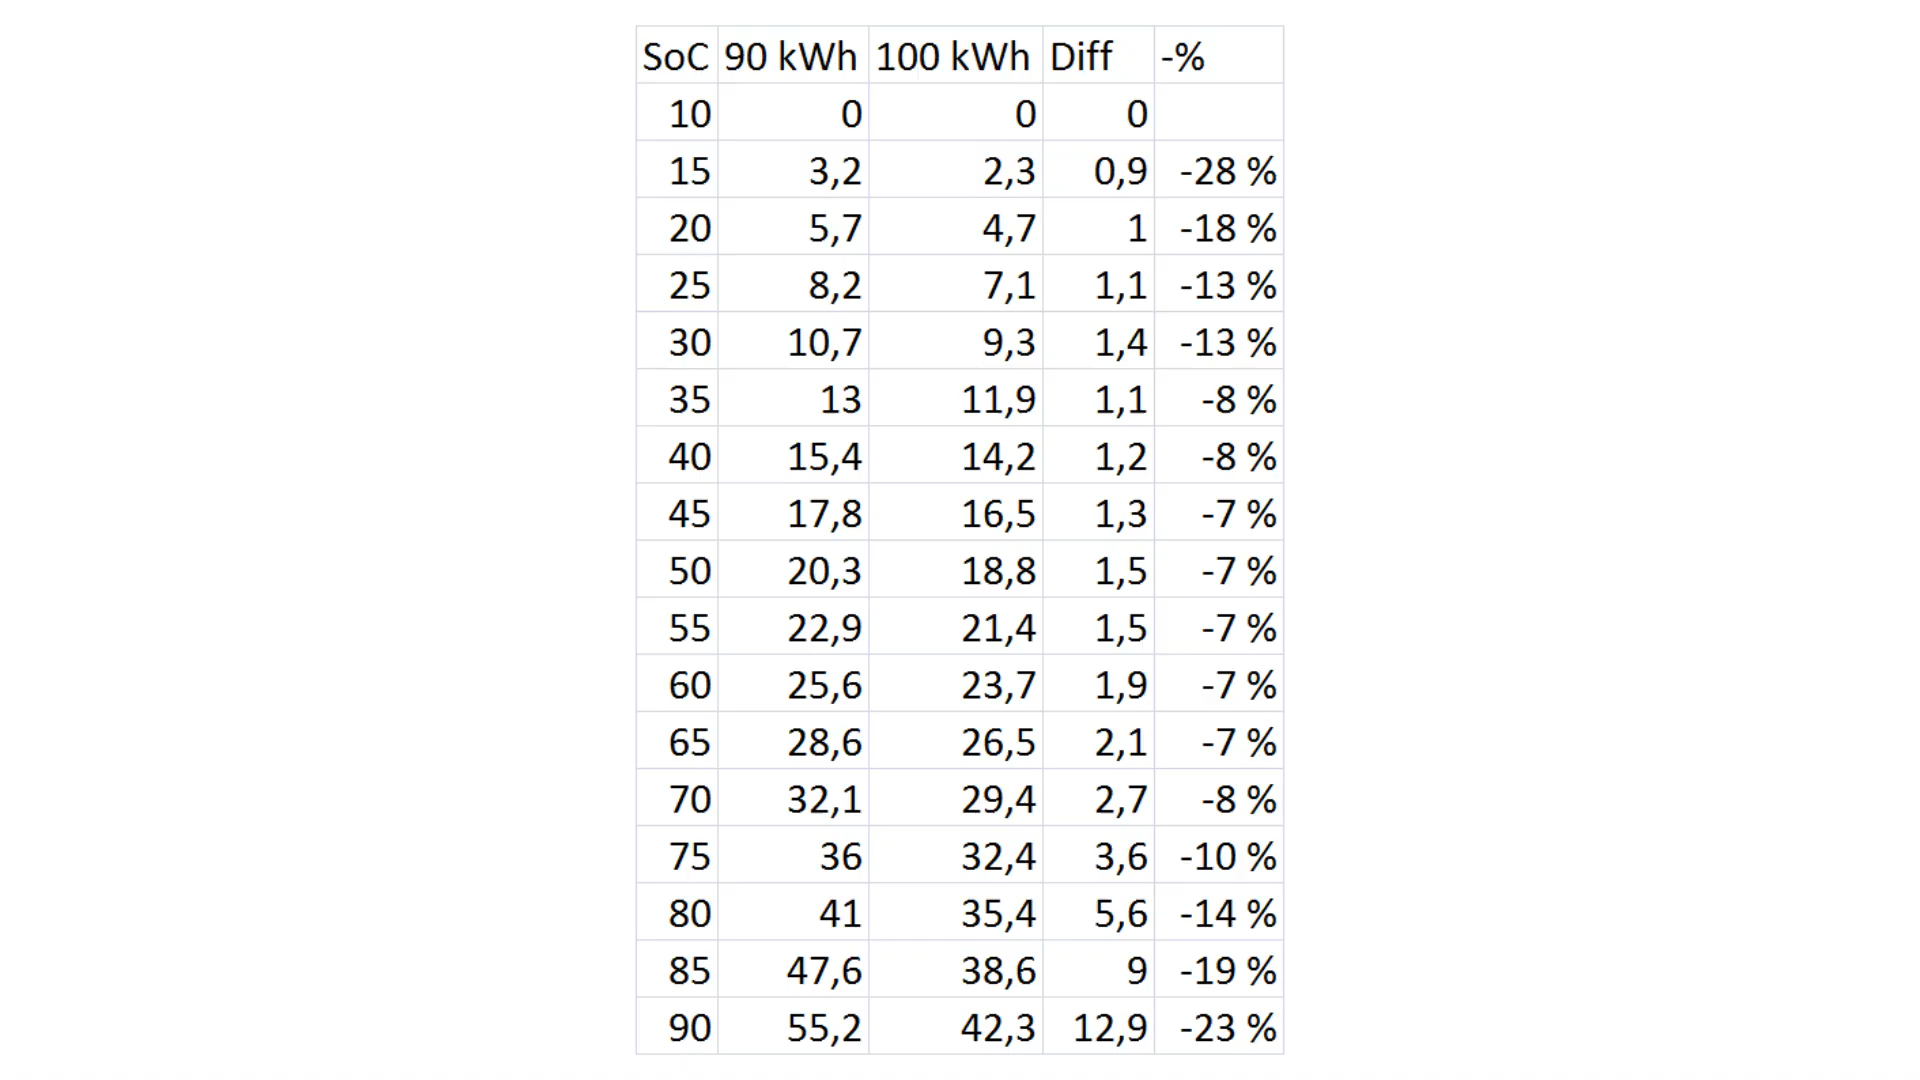 SoC 90 kWh 100 kWh Diff -%
10 0 0 0
15 3,2 2,3 0,9 -28 %
20 5,7 4,7 1 -18 %
25 8,2 7,1 1,1 -13 %
30 10,7 9,3 1,4 -13 %
35 13 11,9 1,1 -8 %
40 15,4 14,2 1,2 -8 %
45 17,8 16,5 1,3 -7 %
50 20,3 18,8 1,5 -7 %
55 22,9 21,4 1,5 -7 %
60 25,6 23,7 1,9 -7 %
65 28,6 26,5 2,1 -7 %
70 32,1 29,4 2,7 -8 %
75 36 32,4 3,6 -10 %
80 41 35,4 5,6 -14 %
85 47,6 38,6 9 -19 %
90 55,2 42,3 12,9 -23 %